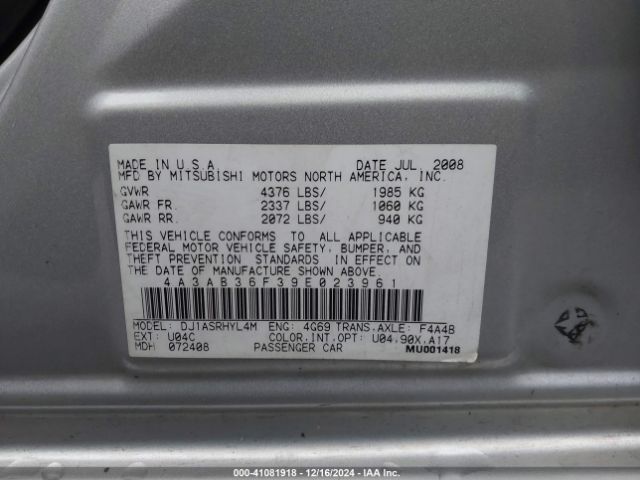 MADE IN U.S.A DATE JUL. 2008
MFD BY MITSUBISHI MOTORS NORTH AMERICA, INC.
GVWR 4376 LBS/ 1985 KG
GAWR FR. 2337 LBS/ 1060 KG
GAWR RR. 2072 LBS/ 940 KG
THIS VEHICLE CONFORMS TO ALL APPLICABLE
FEDERAL MOTOR VEHICLE SAFETY, BUMPER, AND
THEFT PREVENTION STANDARDS IN EFFECT ON
THE DATE OF MANUFACTURE SHOWN ABOVE.
4A3AB36F39E023961
MODEL: DJ1ASRHYL4M ENG: 4G69 TRANS.AXLE: F4A4B
EXT: U04C COLOR,INT,OPT: U04,90X,A17
MDH 072408 PASSENGER CAR MU001418
000-41081918 - 12/16/2024 - IAA Inc.